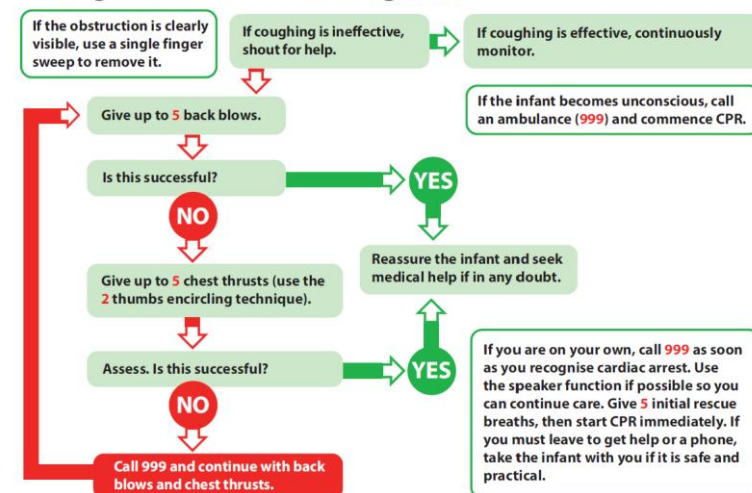 If the obstruction is clearly
visible, use a single finger
sweep to remove it.
If coughing is ineffective,
shout for help.
If coughing is effective, continuously
monitor.
If the infant becomes unconscious, call
an ambulance (999) and commence CPR.
Give up to 5 back blows.
Is this successful?
YES
NO
Reassure the infant and seek
medical help if in any doubt.
Give up to 5 chest thrusts (use the
2 thumbs encircling technique).
Assess. Is this successful?
YES
NO
Call 999 and continue with back
blows and chest thrusts.
If you are on your own, call 999 as soon
as you recognise cardiac arrest. Use
the speaker function if possible so you
can continue care. Give 5 initial rescue
breaths, then start CPR immediately. If
you must leave to get help or a phone,
take the infant with you if it is safe and
practical.